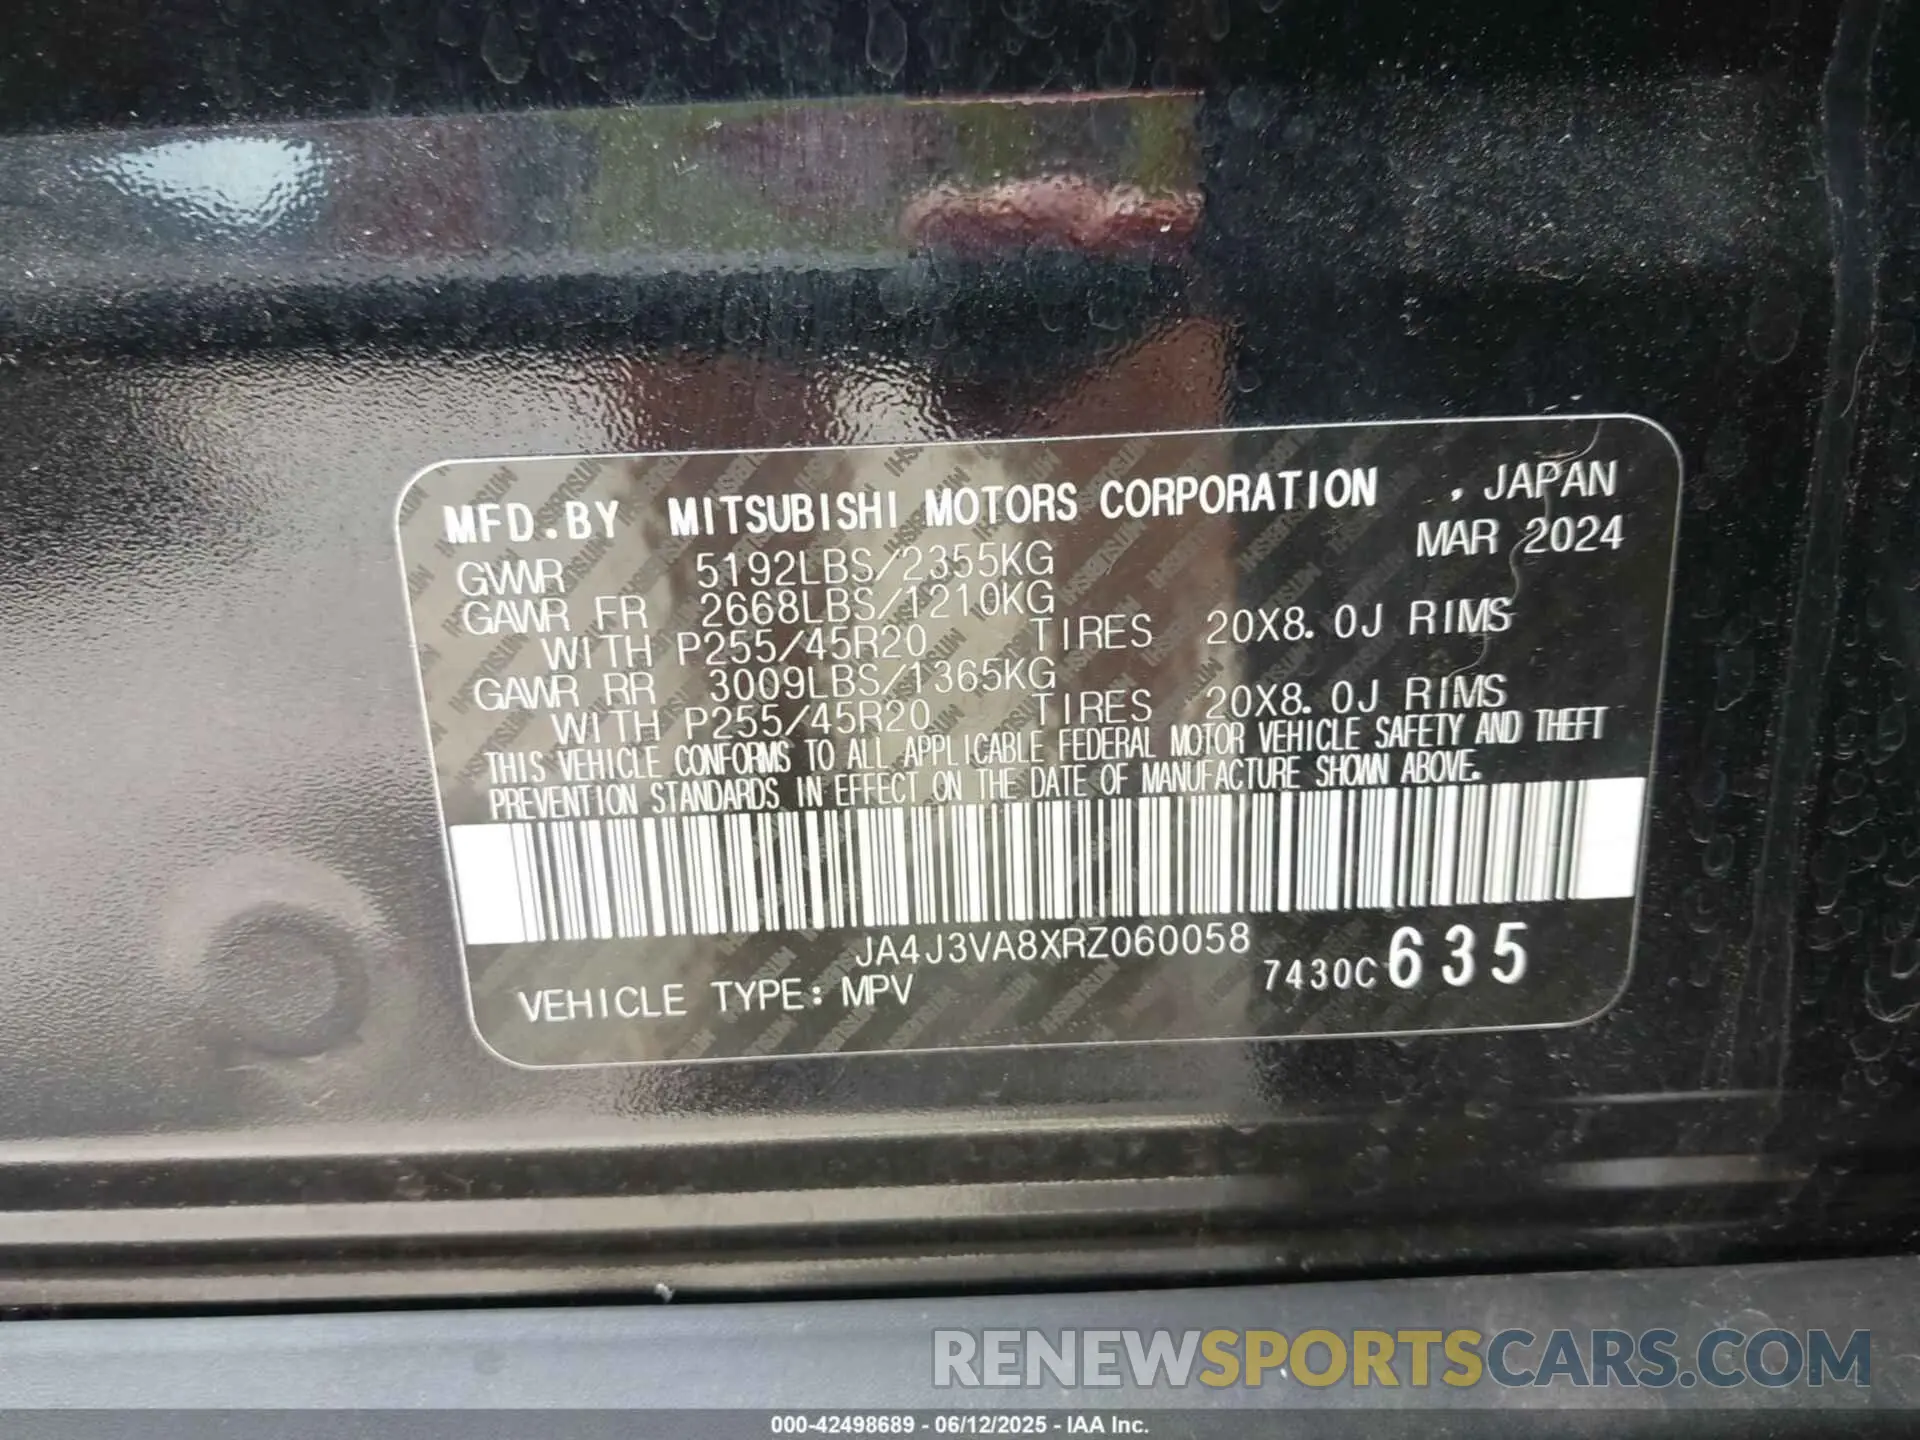 MFD.BY MITSUBISHI MOTORS CORPORATION , JAPAN
MAR 2024
GVWR 5192LBS/2355KG
GAWR FR 2668LBS/1210KG
WITH P255/45R20 TIRES 20X8.0J RIMS
GAWR RR 3009LBS/1365KG
WITH P255/45R20 TIRES 20X8.0J RIMS
THIS VEHICLE CONFORMS TO ALL APPLICABLE FEDERAL MOTOR VEHICLE SAFETY AND THEFT
PREVENTION STANDARDS IN EFFECT ON THE DATE OF MANUFACTURE SHOWN ABOVE.
JA4J3VA8XRZ060058
7430C 635
VEHICLE TYPE: MPV
RENEWSPORTSCARS.COM
000-42498689 - 06/12/2025 - IAA Inc.